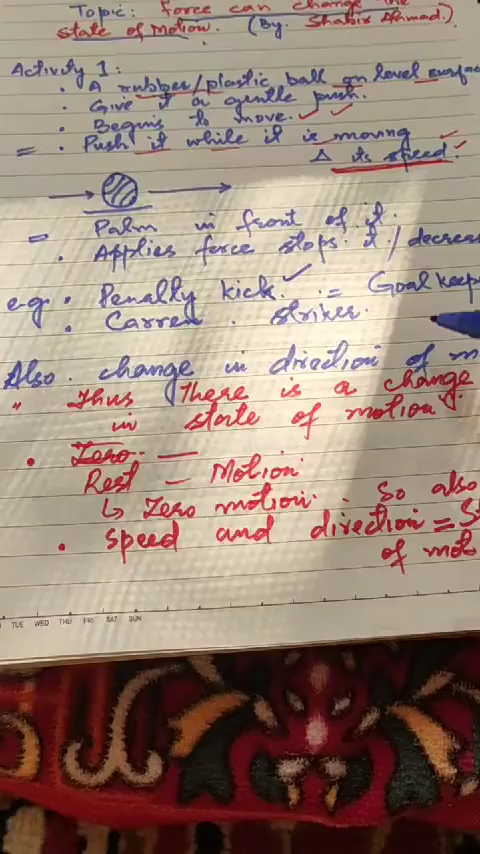 Topic: Force can change the
state of Motion. (By. Shabir Ahmad.)
Activity 1:
. A rubber/plastic ball on level surfac
. Give it a gentle push.
. Begins to move.
= . Push it while it is moving
Δ its speed.
= Palm in front of it.
. Applies force stops it / decreas
e.g. . Penalty kick. = Goal keep
. Carrem . striker.
Also . change in direction of m
" Thus There is a change
in state of motion
. Zero —
Rest — Motion
↳ Zero motion. . So also
. Speed and direction = S
of mot
TUE WED THU FRI SAT SUN